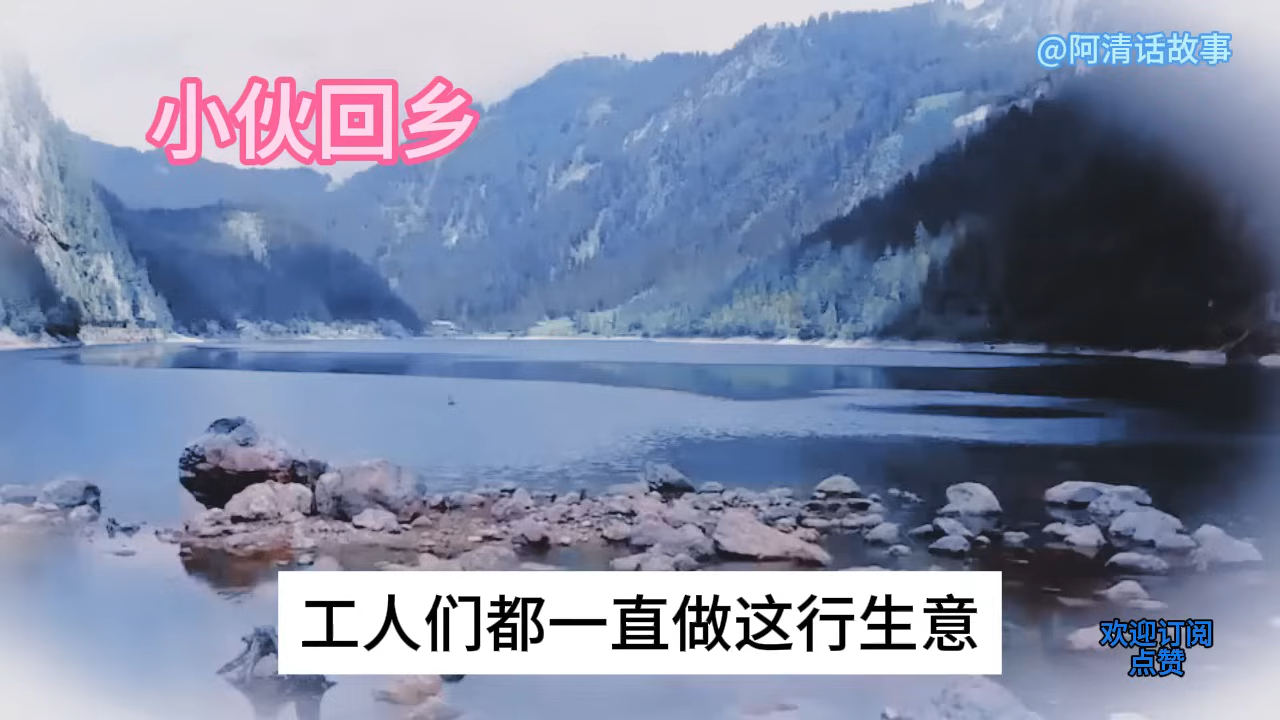 @阿清话故事
小伙回乡
工人们都一直做这行生意
欢迎订阅
点赞